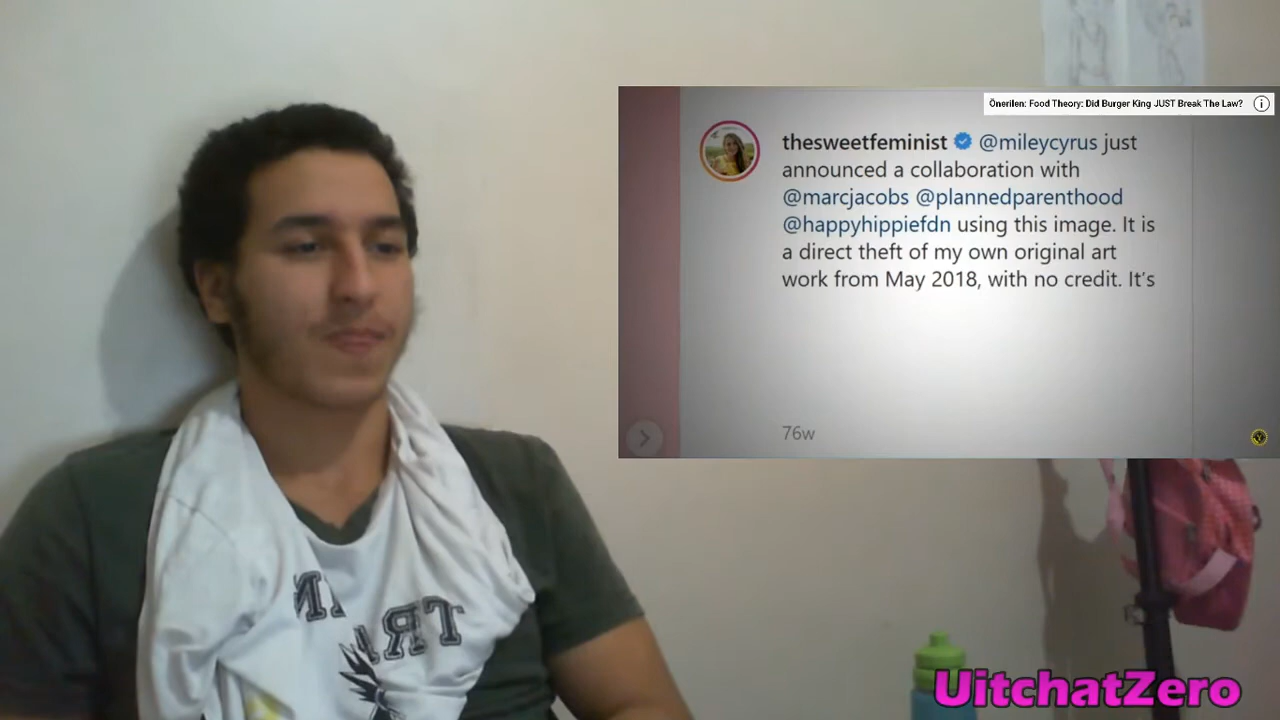 Önerilen: Food Theory: Did Burger King JUST Break The Law?
thesweetfeminist @mileycyrus just
announced a collaboration with
@marcjacobs @plannedparenthood
@happyhippiefdn using this image. It is
a direct theft of my own original art
work from May 2018, with no credit. It's
76w
UitchatZero